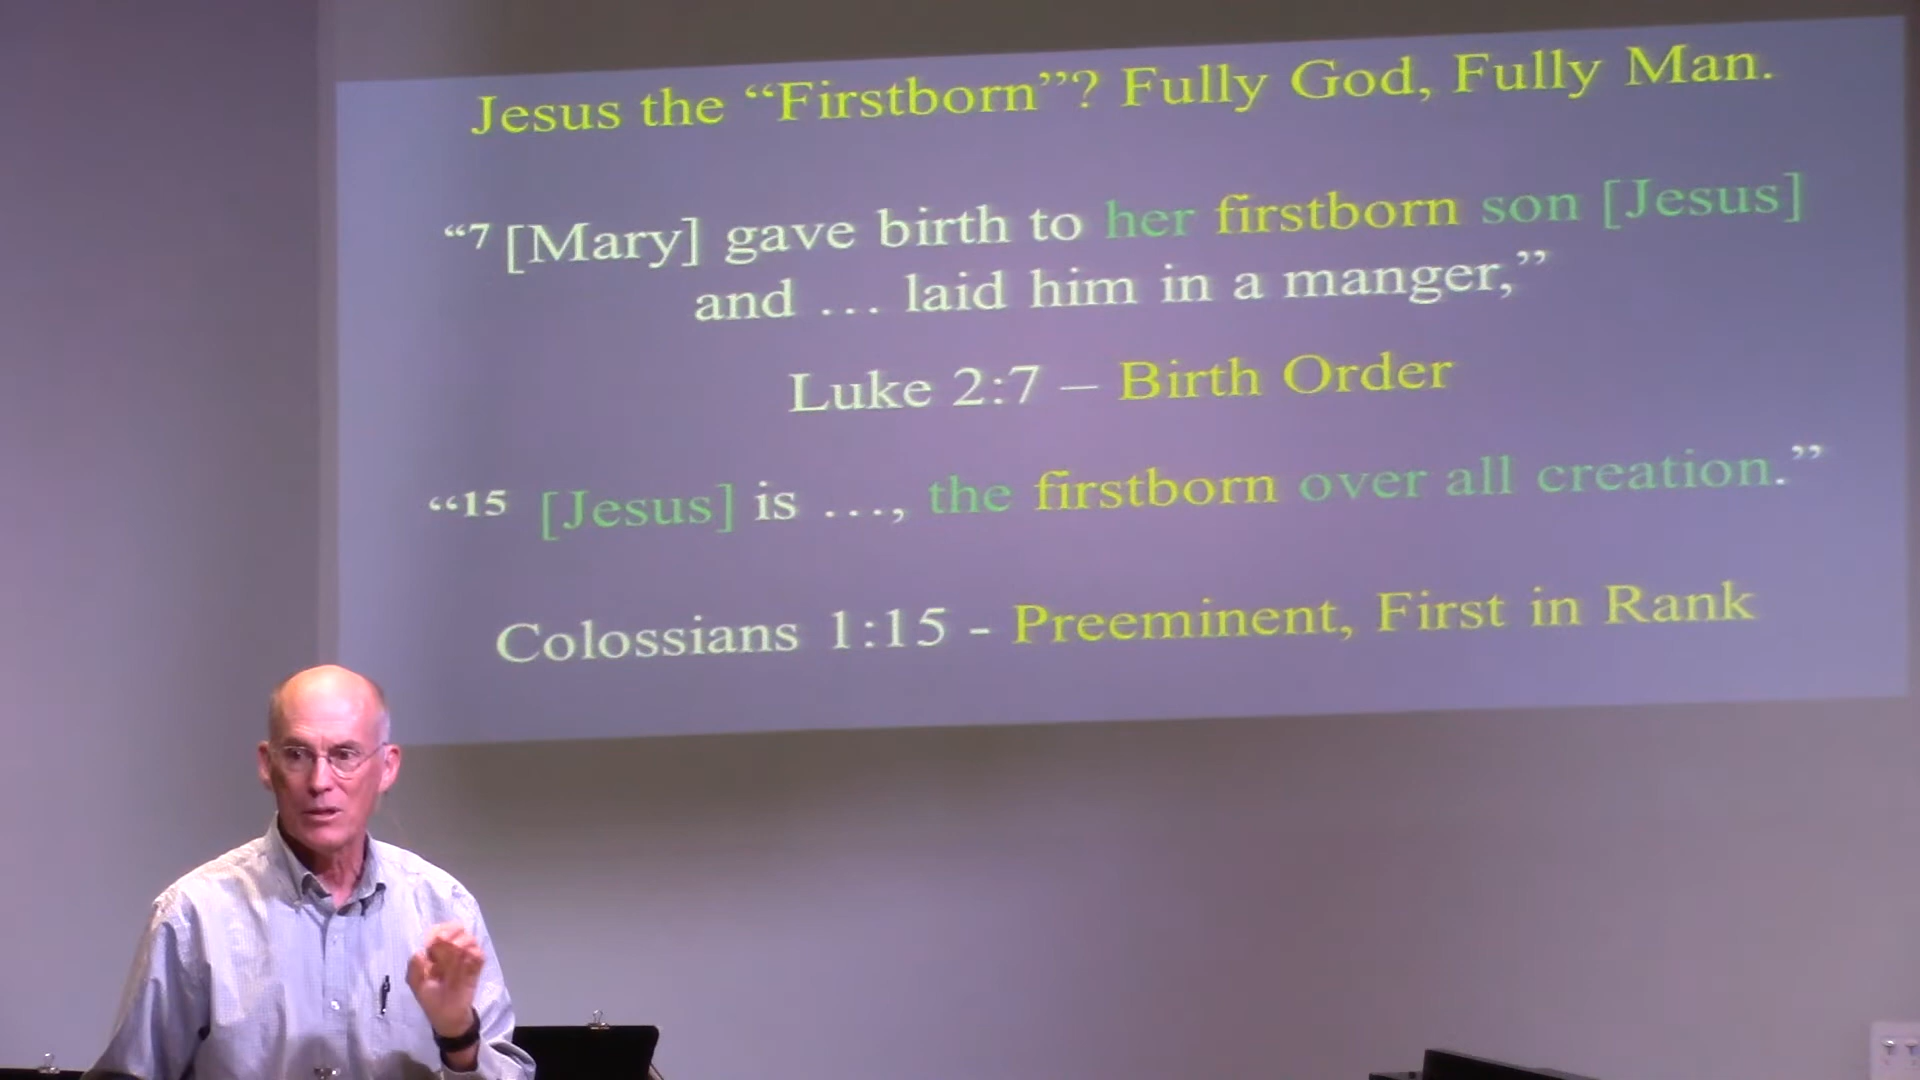 Jesus the “Firstborn”? Fully God, Fully Man.
“7 [Mary] gave birth to her firstborn son [Jesus]
and … laid him in a manger,”
Luke 2:7 – Birth Order
“15 [Jesus] is …, the firstborn over all creation.”
Colossians 1:15 - Preeminent, First in Rank